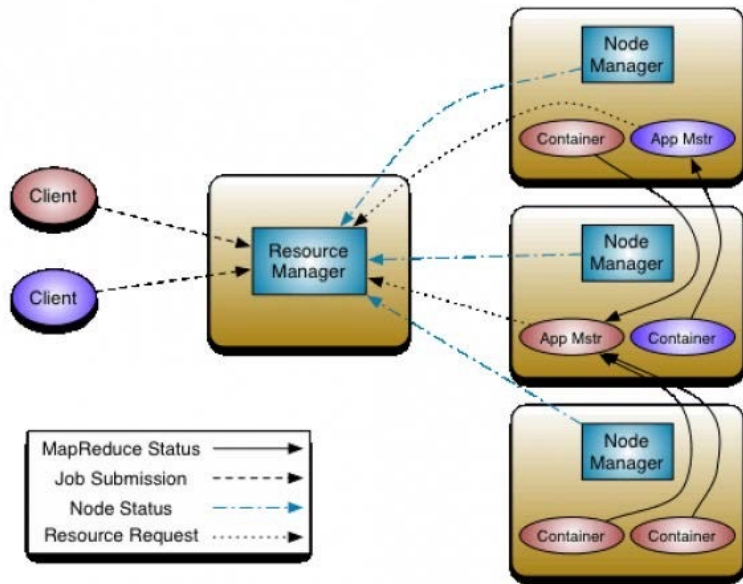 Node
Manager
Container
App Mstr
Client
Resource
Manager
Client
Node
Manager
App Mstr
Container
Node
Manager
Container
Container
MapReduce Status
Job Submission
Node Status
Resource Request